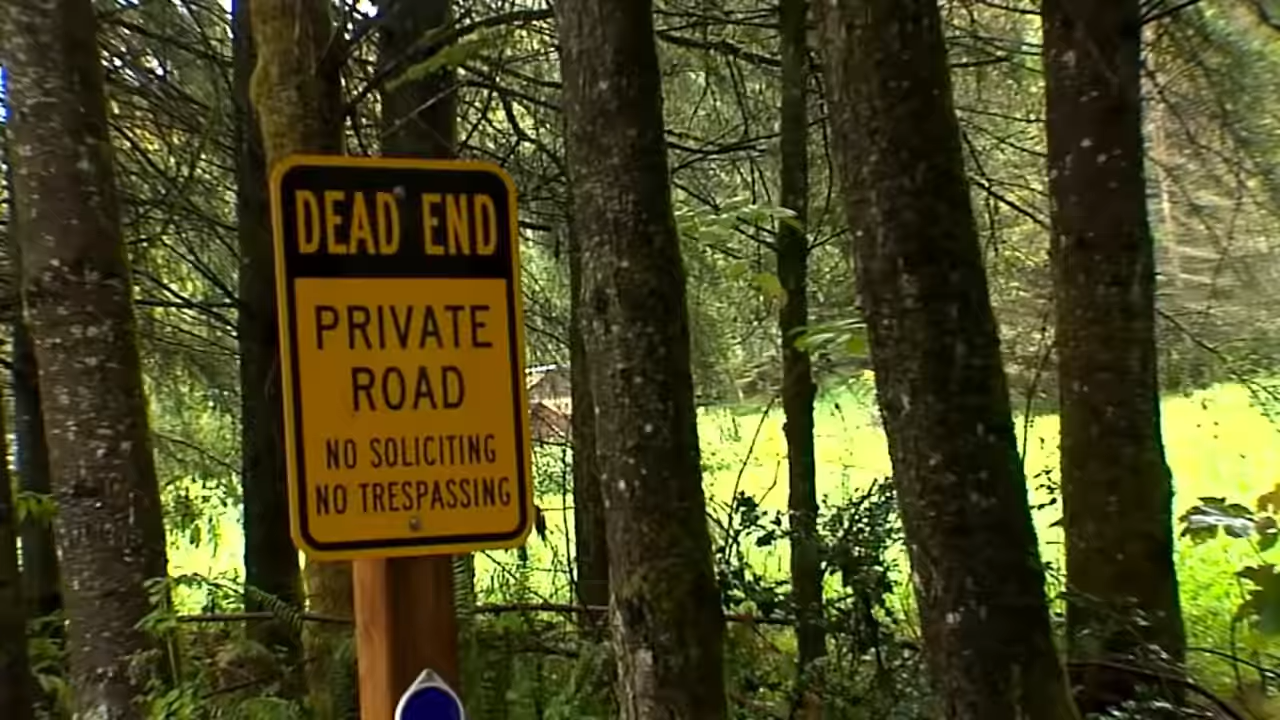 DEAD END
PRIVATE
ROAD
NO SOLICITING
NO TRESPASSING